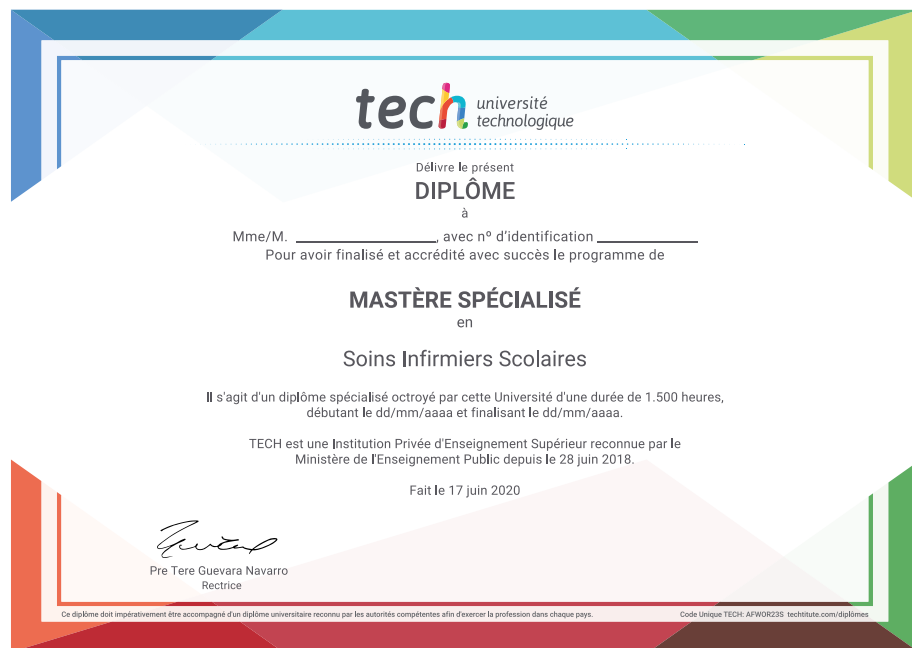 tech université
technologique
Délivre le présent
DIPLÔME
à
Mme/M. ____________, avec nº d'identification ____________
Pour avoir finalisé et accrédité avec succès le programme de
MASTÈRE SPÉCIALISÉ
en
Soins Infirmiers Scolaires
Il s'agit d'un diplôme spécialisé octroyé par cette Université d'une durée de 1.500 heures,
débutant le dd/mm/aaaa et finalisant le dd/mm/aaaa.
TECH est une Institution Privée d'Enseignement Supérieur reconnue par le
Ministère de l'Enseignement Public depuis le 28 juin 2018.
Fait le 17 juin 2020
Pre Tere Guevara Navarro
Rectrice
Ce diplôme doit impérativement être accompagné d'un diplôme universitaire reconnu par les autorités compétentes afin d'exercer la profession dans chaque pays.
Code Unique TECH: AFWOR23S techtitute.com/diplômes